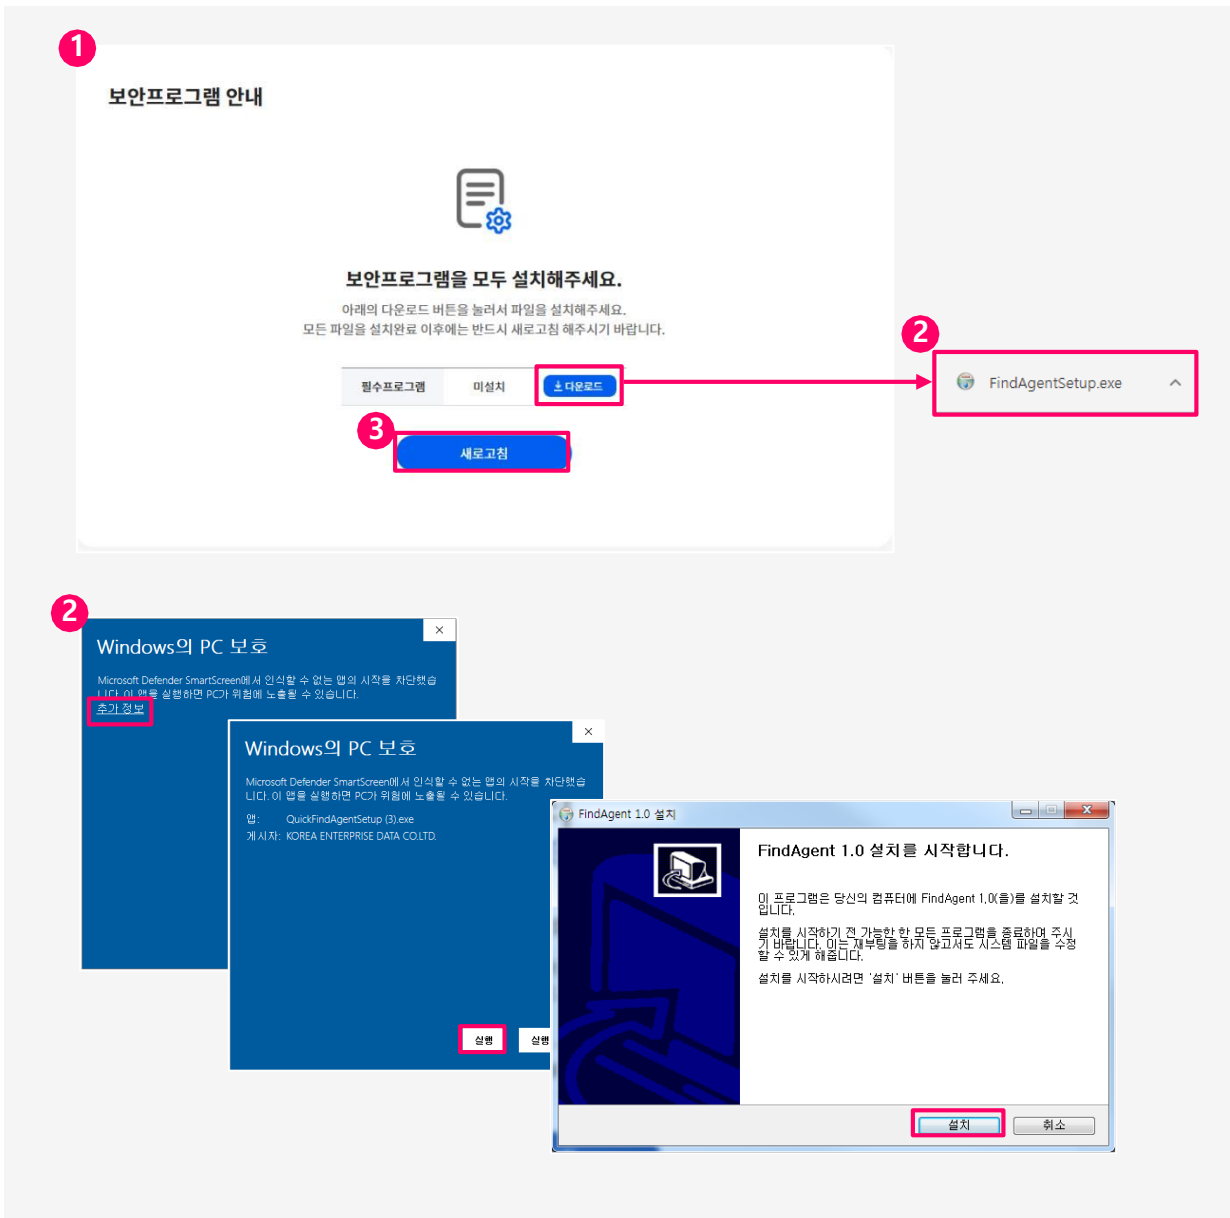 1
보안프로그램 안내
보안프로그램을 모두 설치해주세요.
아래의 다운로드 버튼을 눌러서 파일을 설치해주세요.
모든 파일을 설치완료 이후에는 반드시 새로고침 해주시기 바랍니다.
필수프로그램 미설치 다운로드
2
FindAgentSetup.exe
3
새로고침
2
Windows의 PC 보호
Microsoft Defender SmartScreen에서 인식할 수 없는 앱의 시작을 차단했습
니다. 이 앱을 실행하면 PC가 위험에 노출될 수 있습니다.
추가 정보
Windows의 PC 보호
Microsoft Defender SmartScreen에서 인식할 수 없는 앱의 시작을 차단했습
니다. 이 앱을 실행하면 PC가 위험에 노출될 수 있습니다.
앱: QuickFindAgentSetup (3).exe
게시자: KOREA ENTERPRISE DATA CO.LTD.
실행 실행
FindAgent 1.0 설치
FindAgent 1.0 설치를 시작합니다.
이 프로그램은 당신의 컴퓨터에 FindAgent 1.0(을)를 설치할 것
입니다.
설치를 시작하기 전 가능한 한 모든 프로그램을 종료하여 주시
기 바랍니다. 이는 재부팅을 하지 않고서도 시스템 파일을 수정
할 수 있게 해줍니다.
설치를 시작하시려면 '설치' 버튼을 눌러 주세요.
설치 취소